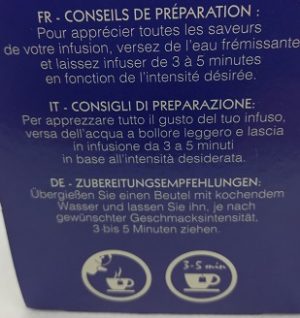 FR - CONSEILS DE PRÉPARATION :
Pour apprécier toutes les saveurs
de votre infusion, versez de l'eau frémissante
et laissez infuser de 3 à 5 minutes
en fonction de l'intensité désirée.
IT - CONSIGLI DI PREPARAZIONE:
Per apprezzare tutto il gusto del tuo infuso,
versa dell'acqua a bollore leggero e lascia
in infusione da 3 a 5 minuti
in base all'intensità desiderata.
DE - ZUBEREITUNGSEMPFEHLUNGEN:
Übergießen Sie einen Beutel mit kochendem
Wasser und lassen Sie ihn, je nach
gewünschter Geschmacksintensität,
3 bis 5 Minuten ziehen.
3-5 min